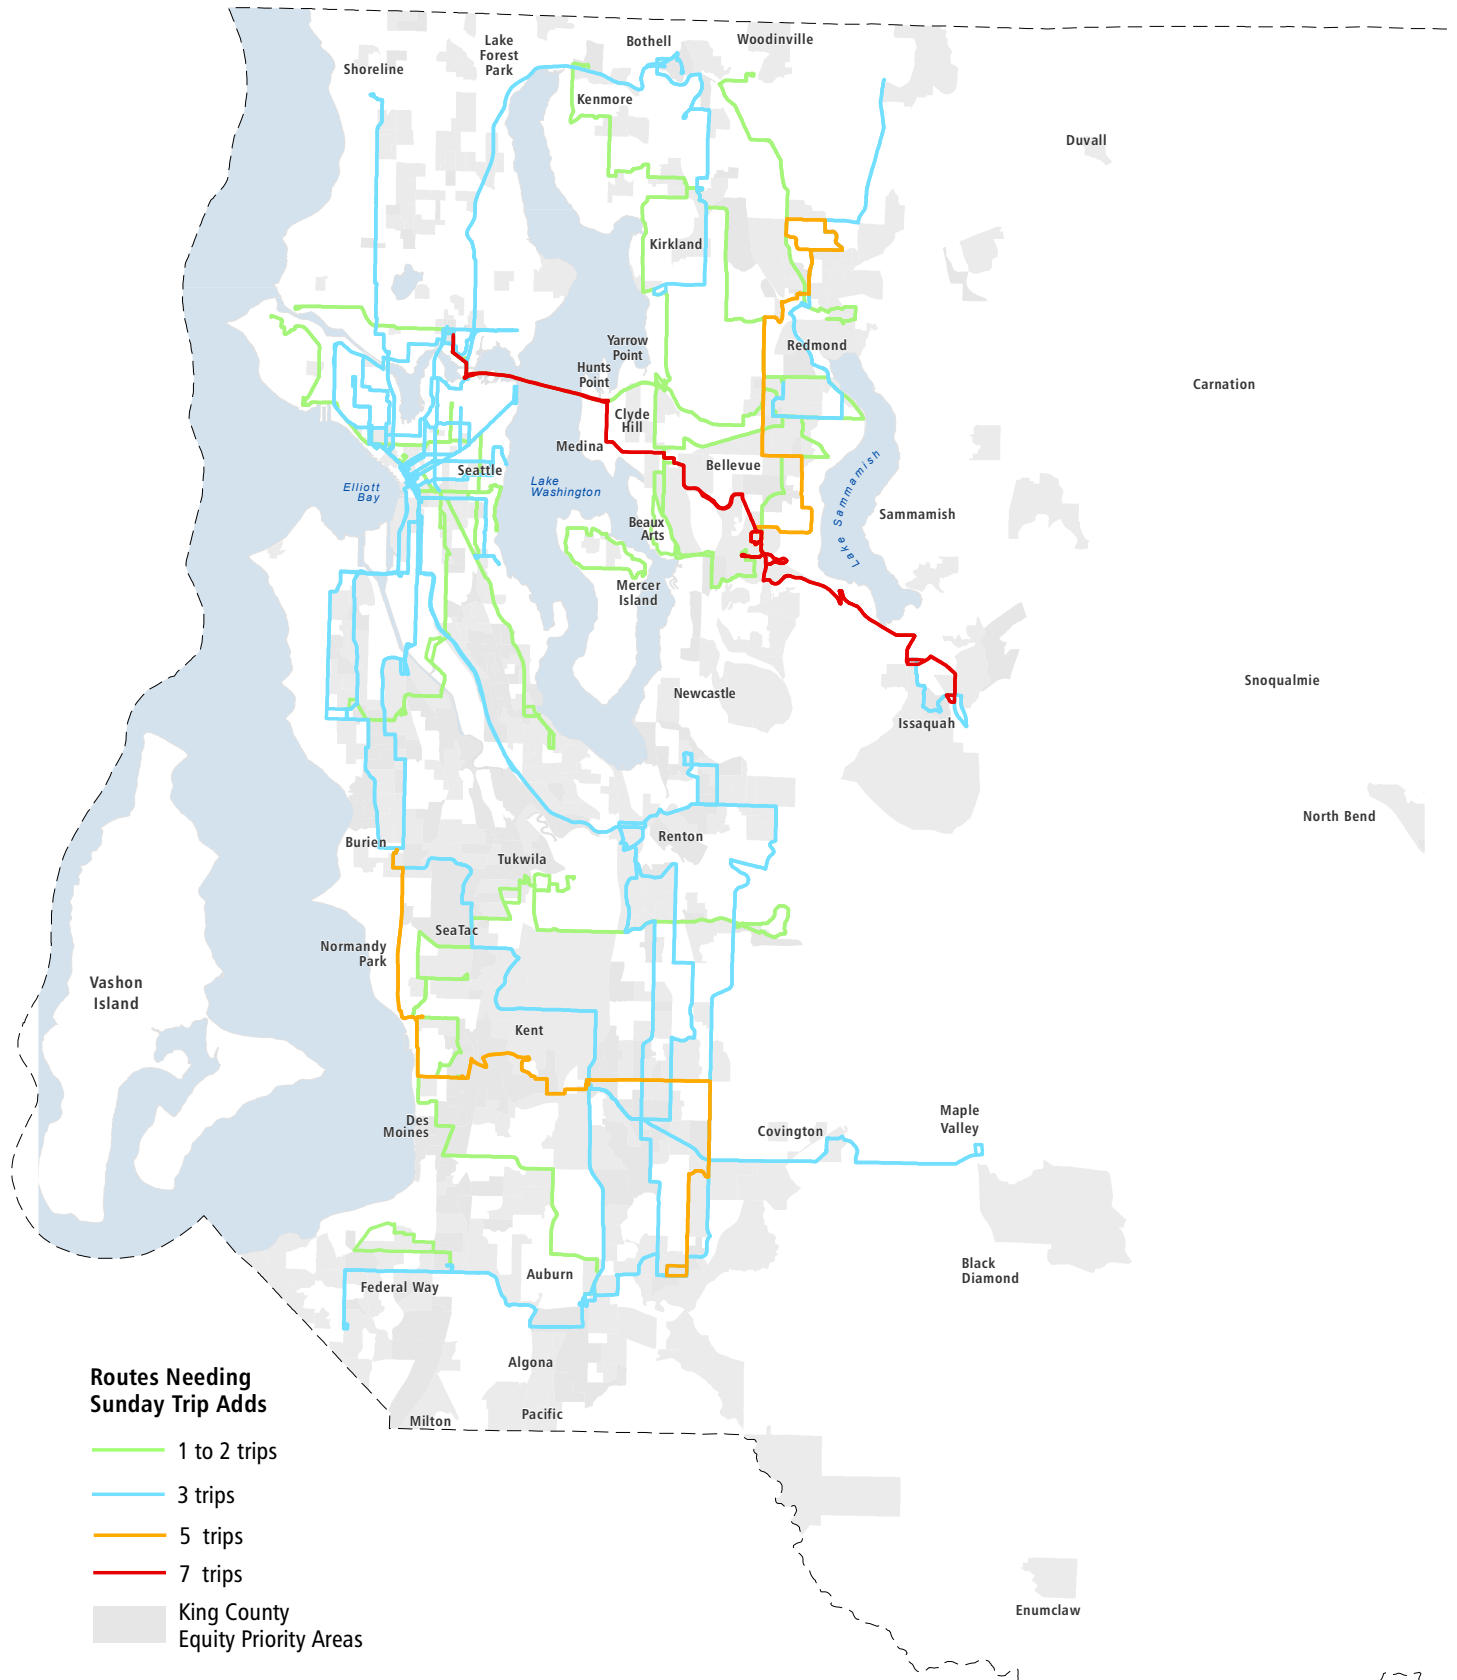 Lake
Forest
Park
Bothell
Woodinville
Shoreline
Kenmore
Duvall
Kirkland
Yarrow
Point
Redmond
Hunts
Point
Carnation
Clyde
Hill
Medina
Bellevue
Seattle
Elliott
Bay
Lake
Washington
Lake Sammamish
Sammamish
Beaux
Arts
Mercer
Island
Newcastle
Snoqualmie
Issaquah
North Bend
Burien
Renton
Tukwila
SeaTac
Normandy
Park
Vashon
Island
Kent
Des
Moines
Covington
Maple
Valley
Black
Diamond
Auburn
Federal Way
Algona
Pacific
Milton
Routes Needing
Sunday Trip Adds
1 to 2 trips
3 trips
5 trips
7 trips
King County
Equity Priority Areas
Enumclaw